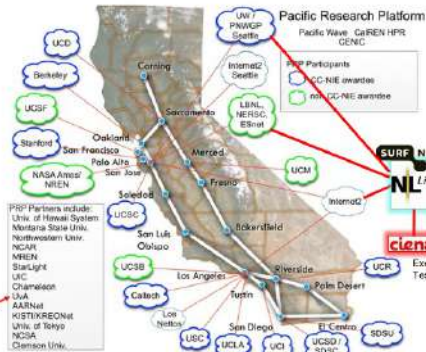 Pacific Research Platform
Pacific Wave CalREN HPR
CENIC
PRP Participants
CC-NIE awardee
non CC-NIE awardee
UCD
Berkeley
UCSF
Stanford
NASA Ames/
NREN
UW /
PNWGP
Seattle
Internet2
Seattle
LBNL,
NERSC,
ESnet
UCM
Internet2
SURF
NL
ciena
Corning
Sacramento
Oakland
San Francisco
Palo Alto
San Jose
Merced
Fresno
Soledad
San Luis
Obispo
Bakersfield
Los Angeles
Riverside
Tustin
Palm Desert
San Diego
El Centro
UCSC
UCSB
Caltech
Los
Nettos
USC
UCLA
UCI
UCSD /
SDSC
SDSU
UCR
PRP Partners include:
Univ. of Hawaii System
Montana State Univ.
Northwestern Univ.
NCAR
MREN
StarLight
UIC
Chameleon
UvA
AARNet
KISTI/KREONet
Univ. of Tokyo
NCSA
Clemson Univ.